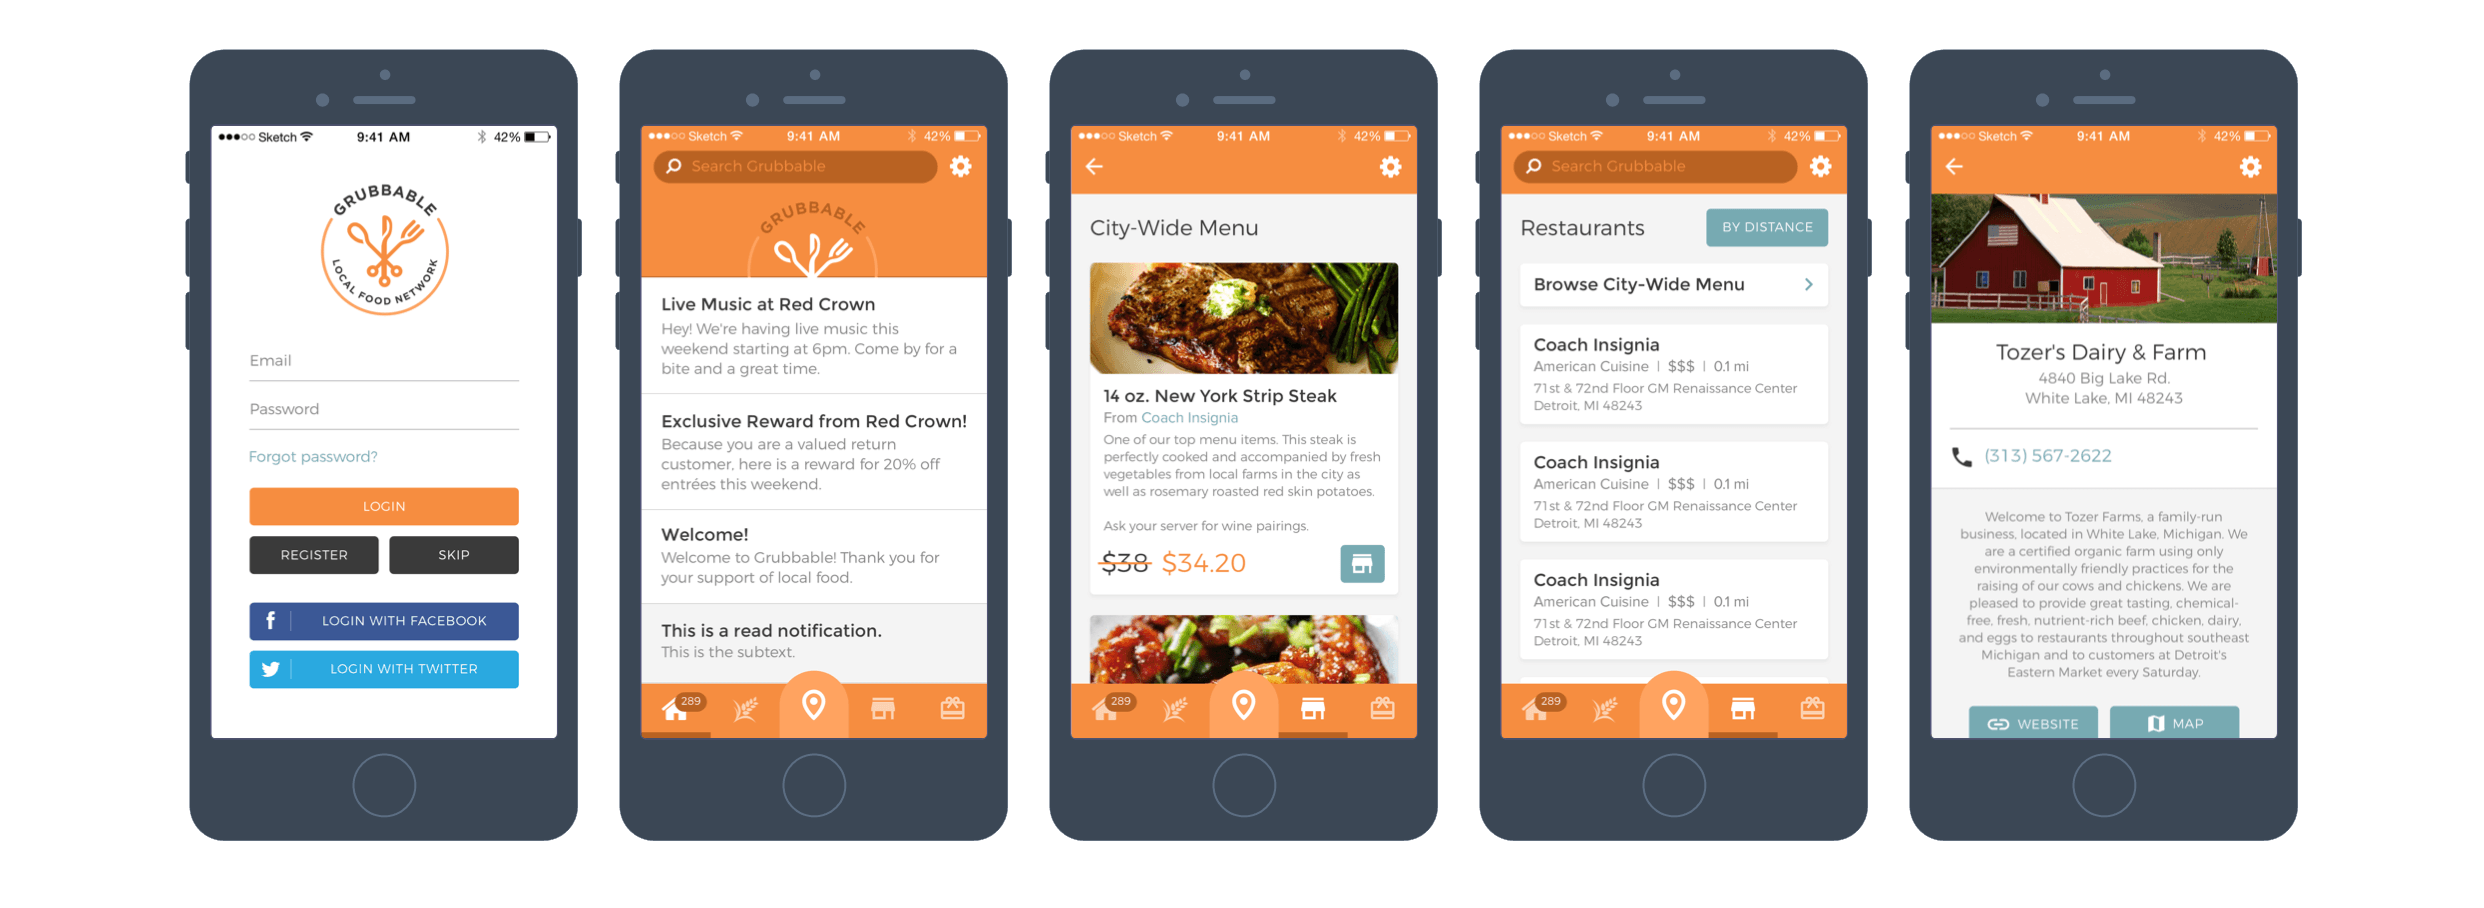 Sketch 9:41 AM 42%
GRUBBABLE
LOCAL FOOD NETWORK
Email
Password
Forgot password?
LOGIN
REGISTER SKIP
f LOGIN WITH FACEBOOK
LOGIN WITH TWITTER
Sketch 9:41 AM 42%
Search Grubbable
GRUBBABLE
Live Music at Red Crown
Hey! We're having live music this
weekend starting at 6pm. Come by for a
bite and a great time.
Exclusive Reward from Red Crown!
Because you are a valued return
customer, here is a reward for 20% off
entrées this weekend.
Welcome!
Welcome to Grubbable! Thank you for
your support of local food.
This is a read notification.
This is the subtext.
289
Sketch 9:41 AM 42%
City-Wide Menu
14 oz. New York Strip Steak
From Coach Insignia
One of our top menu items. This steak is
perfectly cooked and accompanied by fresh
vegetables from local farms in the city as
well as rosemary roasted red skin potatoes.
Ask your server for wine pairings.
$38 $34.20
289
Sketch 9:41 AM 42%
Search Grubbable
Restaurants BY DISTANCE
Browse City-Wide Menu
Coach Insignia
American Cuisine | $$$ | 0.1 mi
71st & 72nd Floor GM Renaissance Center
Detroit, MI 48243
Coach Insignia
American Cuisine | $$$ | 0.1 mi
71st & 72nd Floor GM Renaissance Center
Detroit, MI 48243
Coach Insignia
American Cuisine | $$$ | 0.1 mi
71st & 72nd Floor GM Renaissance Center
Detroit, MI 48243
289
Sketch 9:41 AM 42%
Tozer's Dairy & Farm
4840 Big Lake Rd.
White Lake, MI 48243
(313) 567-2622
Welcome to Tozer Farms, a family-run
business, located in White Lake, Michigan. We
are a certified organic farm using only
environmentally friendly practices for the
raising of our cows and chickens. We are
pleased to provide great tasting, chemical-
free, fresh, nutrient-rich beef, chicken, dairy,
and eggs to restaurants throughout southeast
Michigan and to customers at Detroit's
Eastern Market every Saturday.
WEBSITE MAP